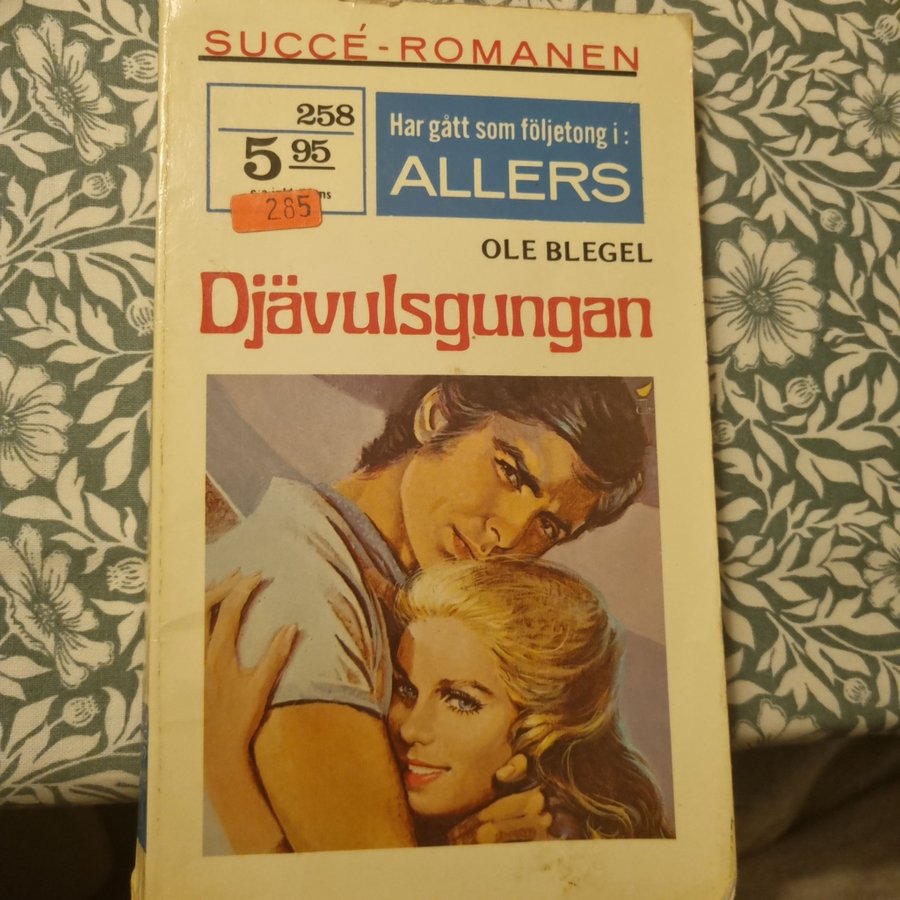 SUCCÉ-ROMANEN
258
5 95
285
Har gått som följetong i:
ALLERS
OLE BLEGEL
Djävulsgungan